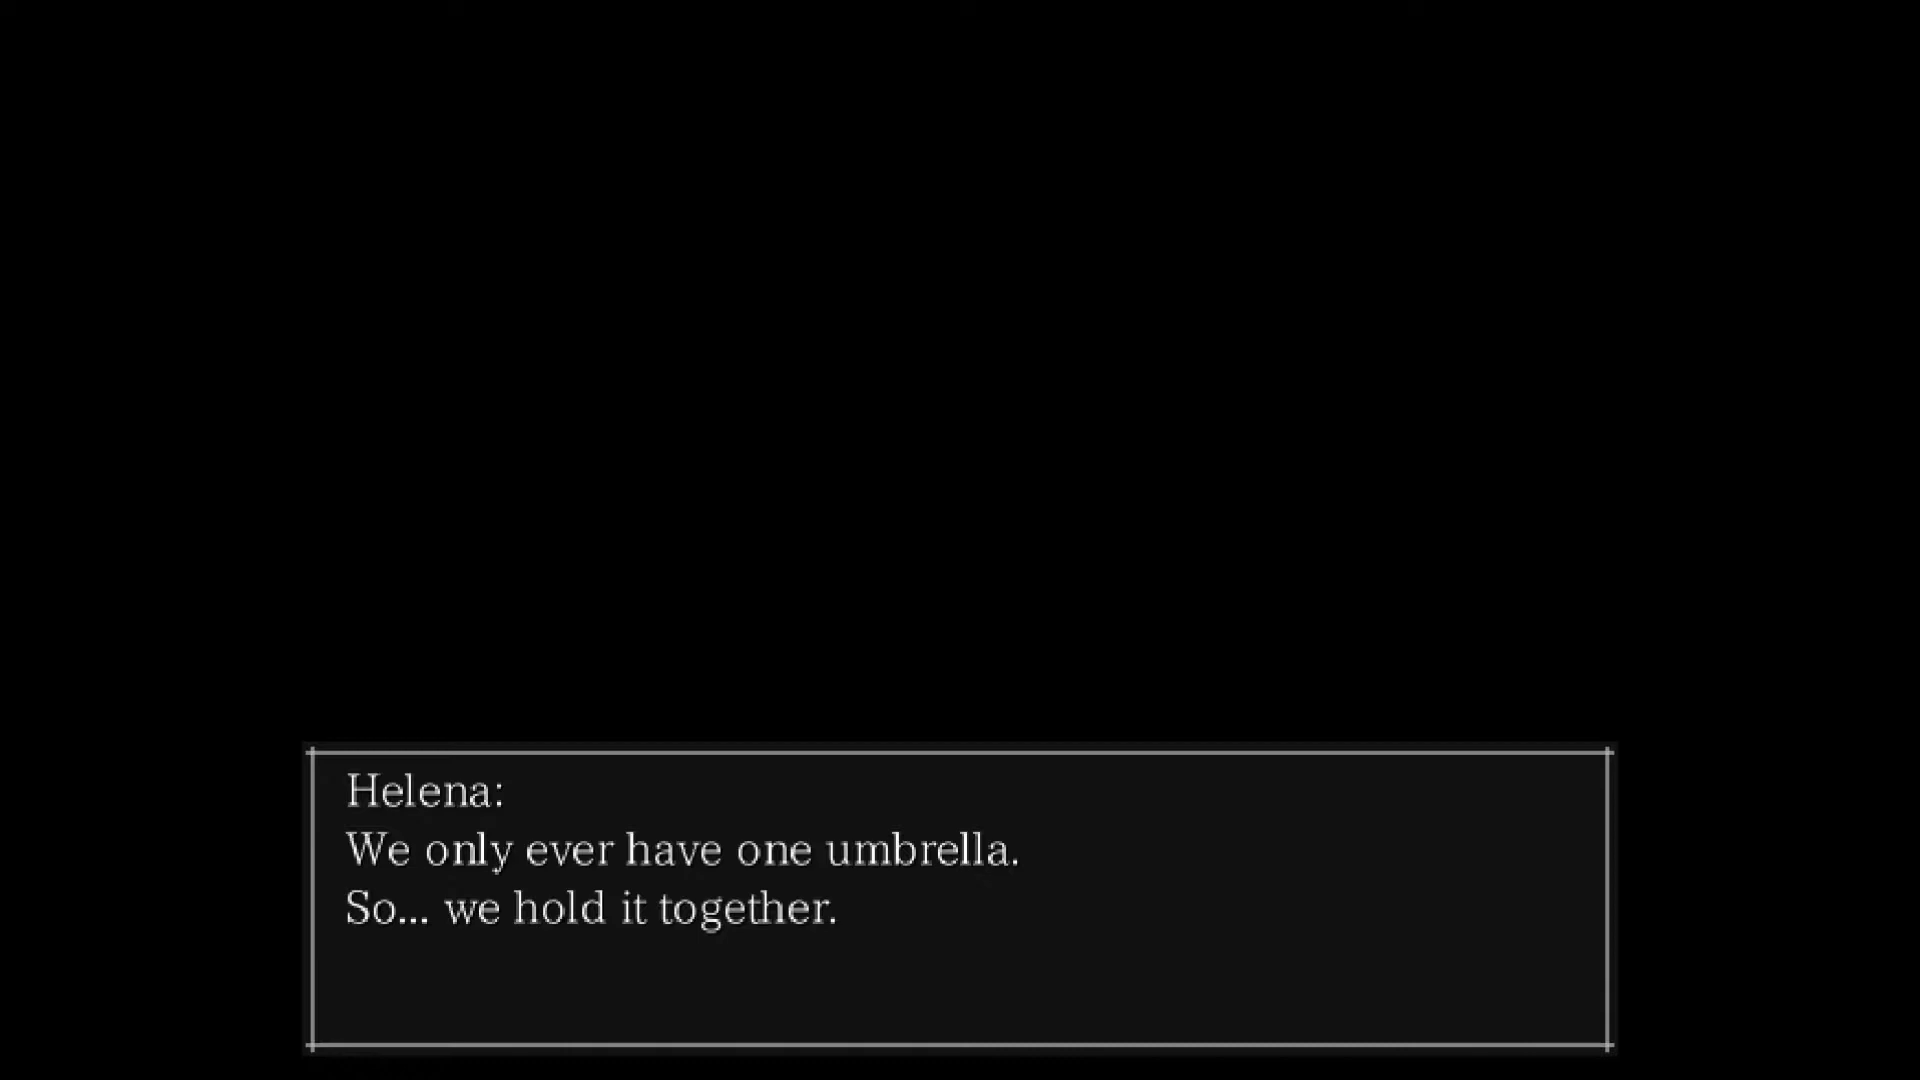 Helena:
We only ever have one umbrella.
So... we hold it together.